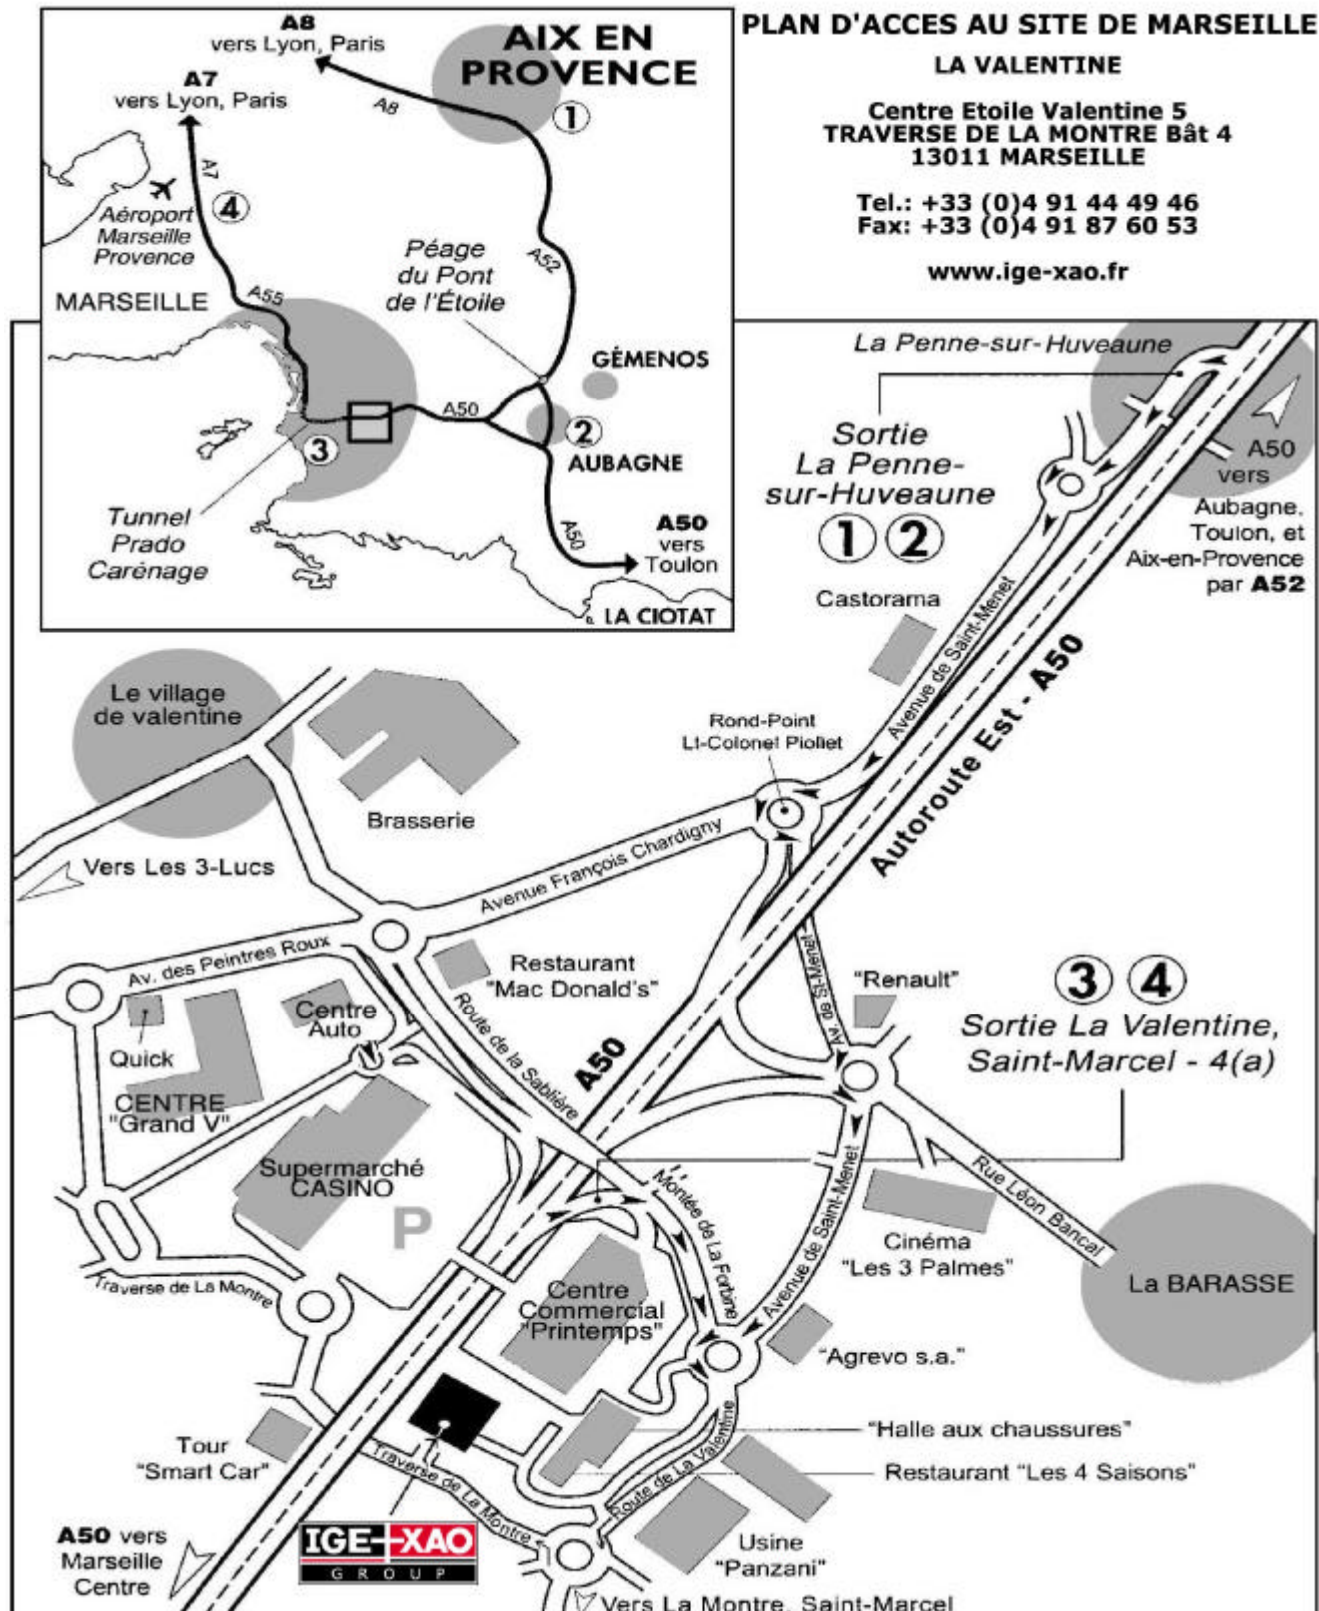 PLAN D'ACCES AU SITE DE MARSEILLE
LA VALENTINE
Centre Etoile Valentine 5
TRAVERSE DE LA MONTRE Bât 4
13011 MARSEILLE
Tel.: +33 (0)4 91 44 49 46
Fax: +33 (0)4 91 87 60 53
www.ige-xao.fr
A8
vers Lyon, Paris
AIX EN
PROVENCE
A7
vers Lyon, Paris
A8
1
A7
4
Aéroport
Marseille
Provence
Péage
du Pont
de l'Étoile
A52
MARSEILLE
A55
GÉMENOS
A50
2
3
AUBAGNE
Tunnel
Prado
Carénage
A50
A50
vers
Toulon
LA CIOTAT
La Penne-sur-Huveaune
Sortie
La Penne-
sur-Huveaune
1 2
A50
vers
Aubagne,
Toulon, et
Aix-en-Provence
par A52
Castorama
Avenue de Saint-Menet
Autoroute Est - A50
Le village
de valentine
Rond-Point
Lt-Colonel Piollet
Brasserie
Vers Les 3-Lucs
Avenue François Chardigny
Av. des Peintres Roux
Restaurant
"Mac Donald's"
Av. de St-Menet
"Renault"
3 4
Sortie La Valentine,
Saint-Marcel - 4(a)
Centre
Auto
Quick
Route de la Sablière
A50
CENTRE
"Grand V"
Supermarché
CASINO
P
Montée de La Forbine
Avenue de Saint-Menet
Rue Léon Bancal
Cinéma
"Les 3 Palmes"
La BARASSE
Traverse de La Montre
Centre
Commercial
"Printemps"
"Agrevo s.a."
"Halle aux chaussures"
Tour
"Smart Car"
Traverse de La Montre
Route de La Valentine
Restaurant "Les 4 Saisons"
A50 vers
Marseille
Centre
IGE+XAO
GROUP
Usine
"Panzani"
Vers La Montre, Saint-Marcel